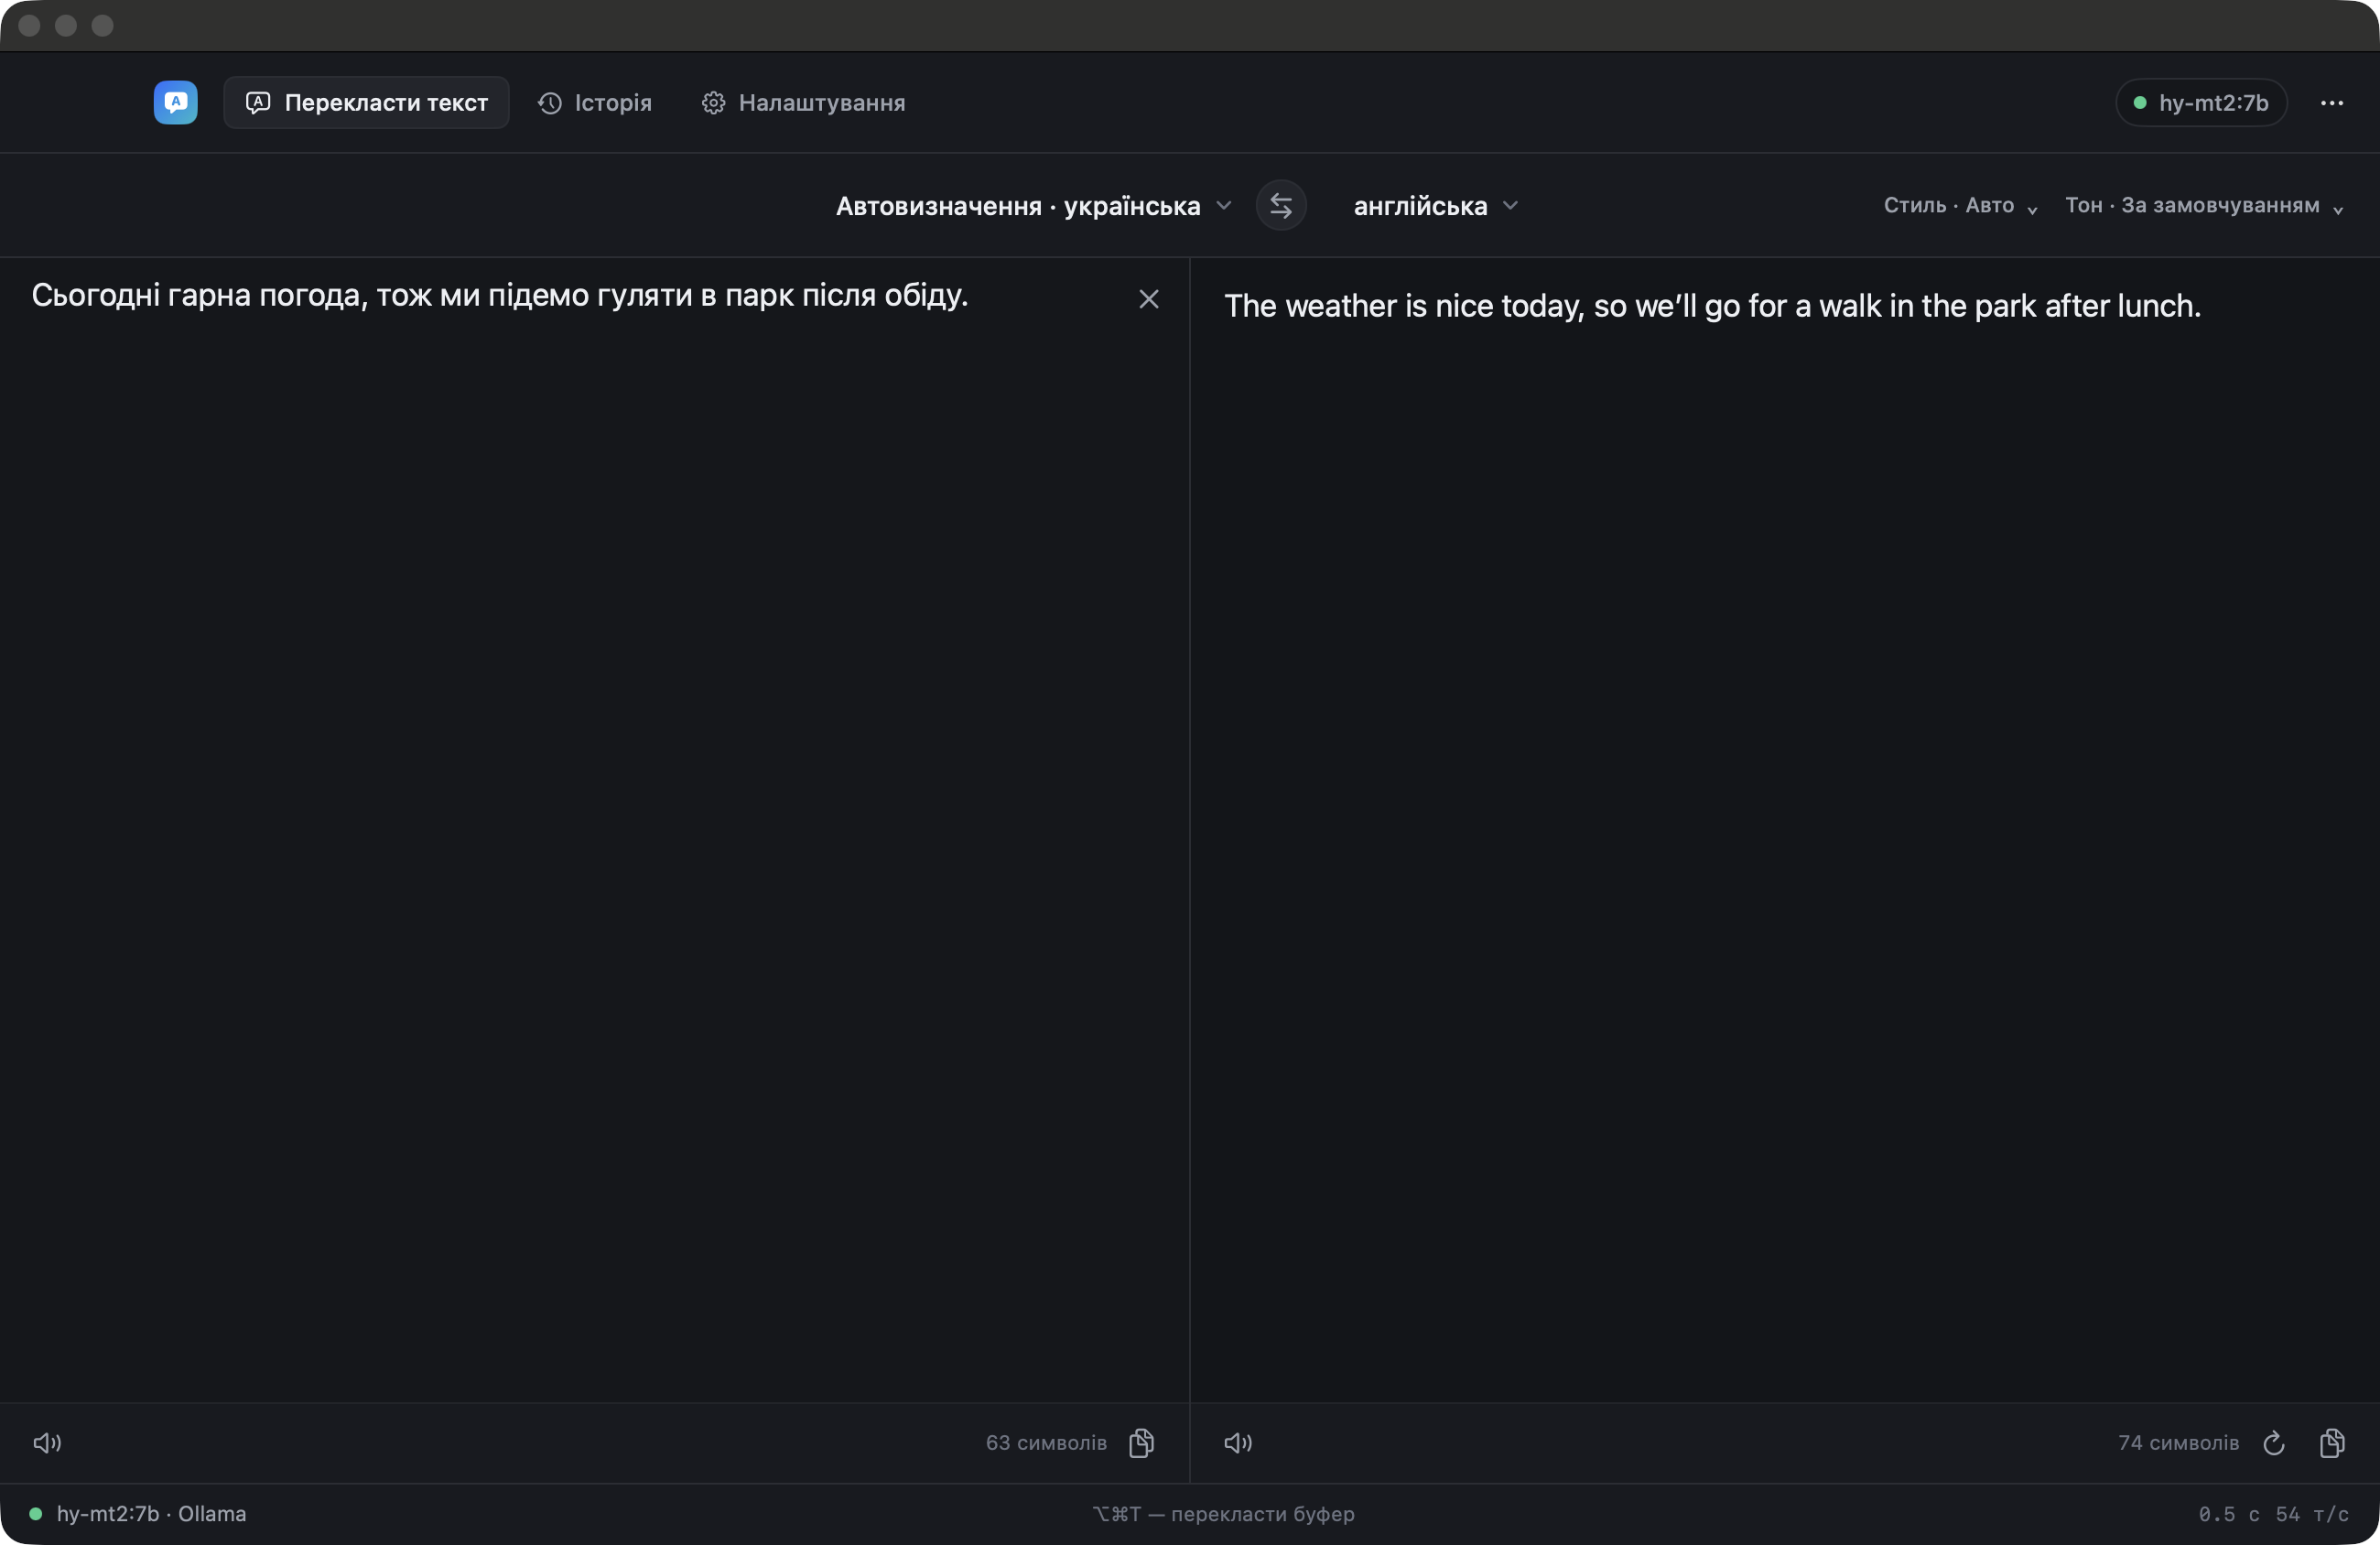 A
A Перекласти текст
Історія
Налаштування
hy-mt2:7b
Автовизначення · українська
англійська
Стиль · Авто
Тон · За замовчуванням
Сьогодні гарна погода, тож ми підемо гуляти в парк після обіду.
The weather is nice today, so we’ll go for a walk in the park after lunch.
63 символів
74 символів
hy-mt2:7b · Ollama
⌥⌘T — перекласти буфер
0.5 с 54 т/с